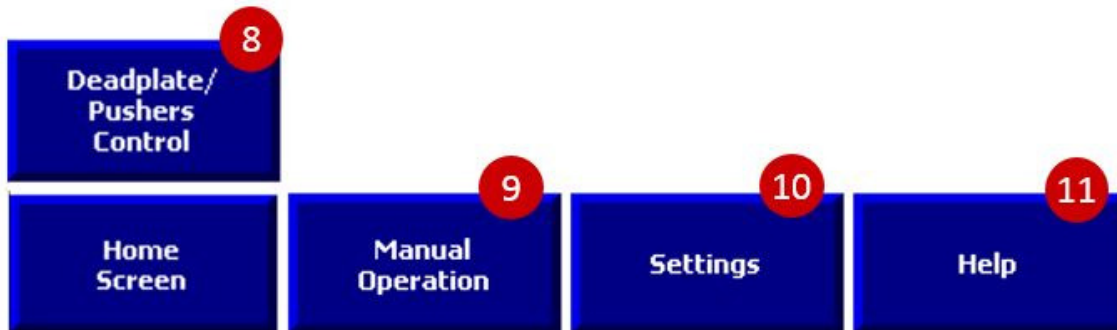 8
Deadplate/
Pushers
Control
9
10
11
Home
Screen
Manual
Operation
Settings
Help